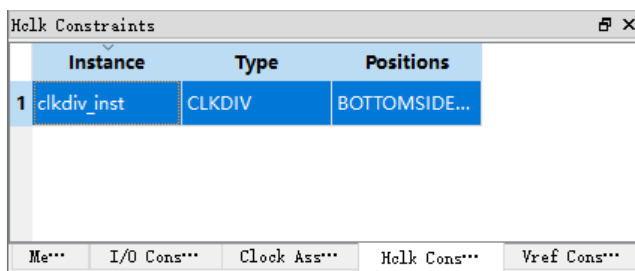 Hclk Constraints
Instance Type Positions
1 clkdiv_inst CLKDIV BOTTOMSIDE...
Me··· I/O Cons··· Clock Ass··· Hclk Cons··· Vref Cons···